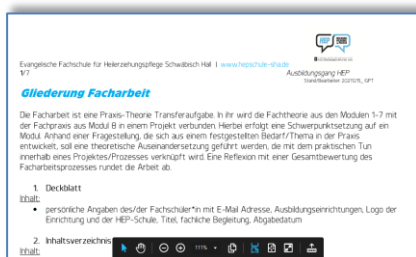 Evangelische Fachschule für Heilerziehungspflege Schwäbisch Hall | www.hepschule-sha.de
1/7
Ausbildungsgang HEP
Gliederung Facharbeit
Die Facharbeit ist eine Praxis-Theorie Transferaufgabe. In ihr wird die Fachtheorie aus den Modulen 1-7 mit
der Fachpraxis aus Modul 8 in einem Projekt verbunden. Hierbei erfolgt eine Schwerpunktsetzung auf ein
Modul. Anhand einer Fragestellung, die sich aus einem festgestellten Bedarf/Thema in der Praxis
entwickelt, soll eine theoretische Auseinandersetzung geführt werden, die mit dem praktischen Tun
innerhalb eines Projektes/Prozesses verknüpft wird. Eine Reflexion mit einer Gesamtbewertung des
Facharbeitsprozesses rundet die Arbeit ab.
1. Deckblatt
Inhalt:
• persönliche Angaben des/der Fachschüler*in mit E-Mail Adresse, Ausbildungseinrichtungen, Logo der
Einrichtung und der HEP-Schule, Titel, fachliche Begleitung, Abgabedatum
2. Inhaltsverzeichnis
Inhalt:
111%